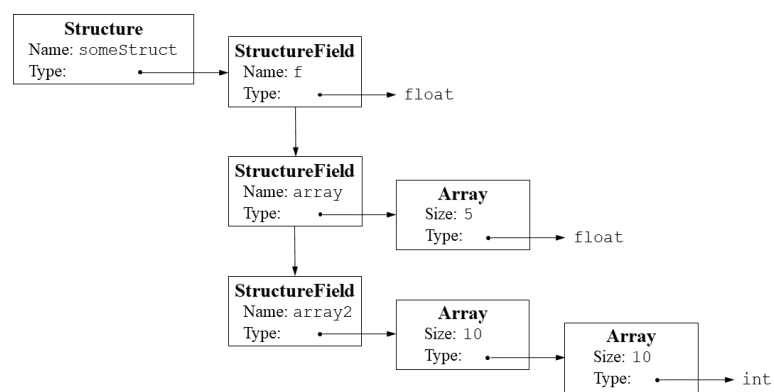 Structure
Name: someStruct
Type:
StructureField
Name: f
Type:
float
StructureField
Name: array
Type:
Array
Size: 5
Type:
float
StructureField
Name: array2
Type:
Array
Size: 10
Type:
Array
Size: 10
Type:
int